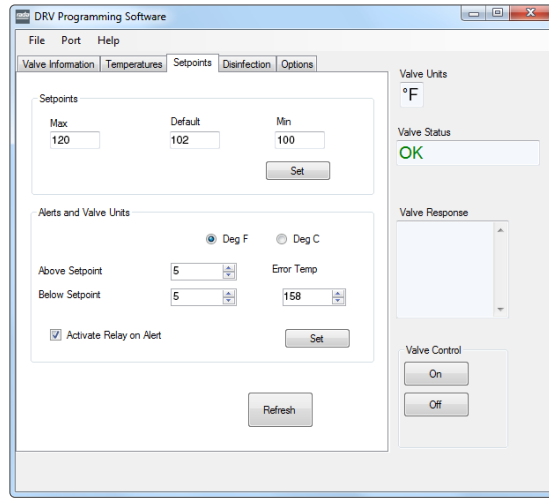 DRV Programming Software
File Port Help
Valve Information Temperatures Setpoints Disinfection Options
Setpoints
Max Default Min
120 102 100
Set
Alerts and Valve Units
Deg F Deg C
Above Setpoint 5 Error Temp
Below Setpoint 5 158
Activate Relay on Alert Set
Refresh
Valve Units
°F
Valve Status
OK
Valve Response
Valve Control
On
Off